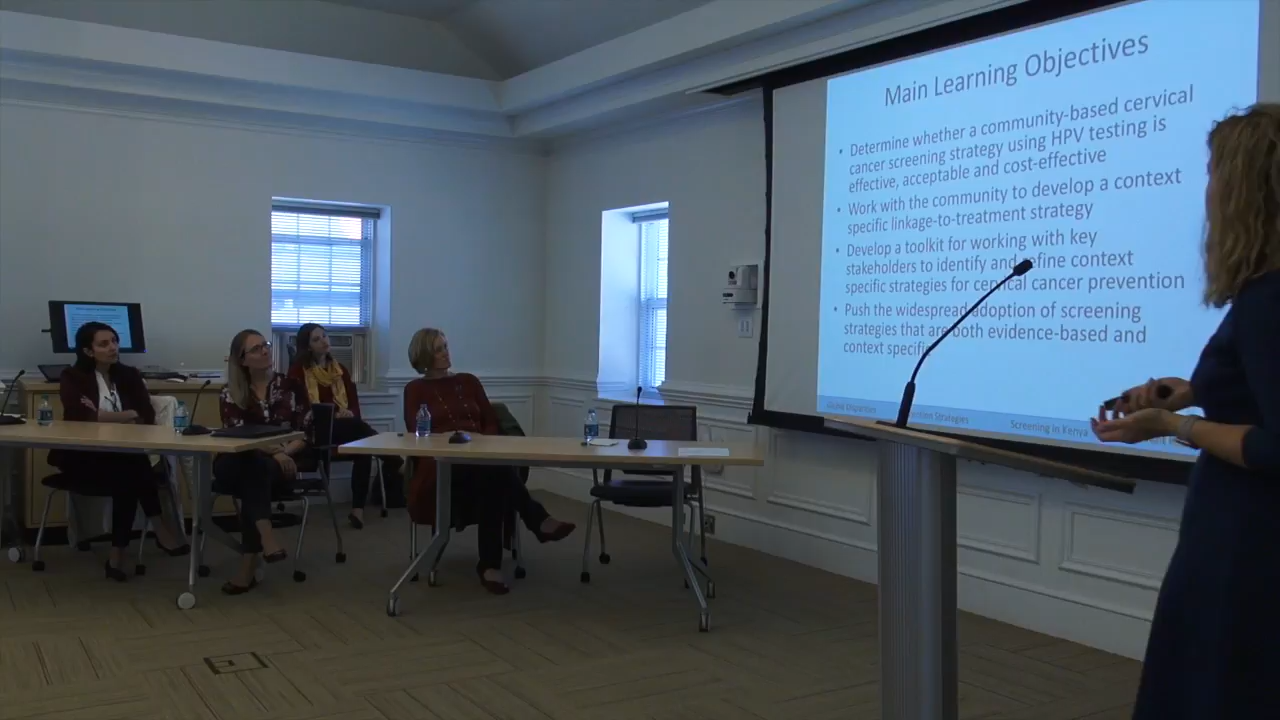 Main Learning Objectives
• Determine whether a community-based cervical
cancer screening strategy using HPV testing is
effective, acceptable and cost-effective
• Work with the community to develop a context
specific linkage-to-treatment strategy
• Develop a toolkit for working with key
stakeholders to identify and refine context
specific strategies for cervical cancer prevention
• Push the widespread adoption of screening
strategies that are both evidence-based and
context specific
Strategies Screening in Kenya